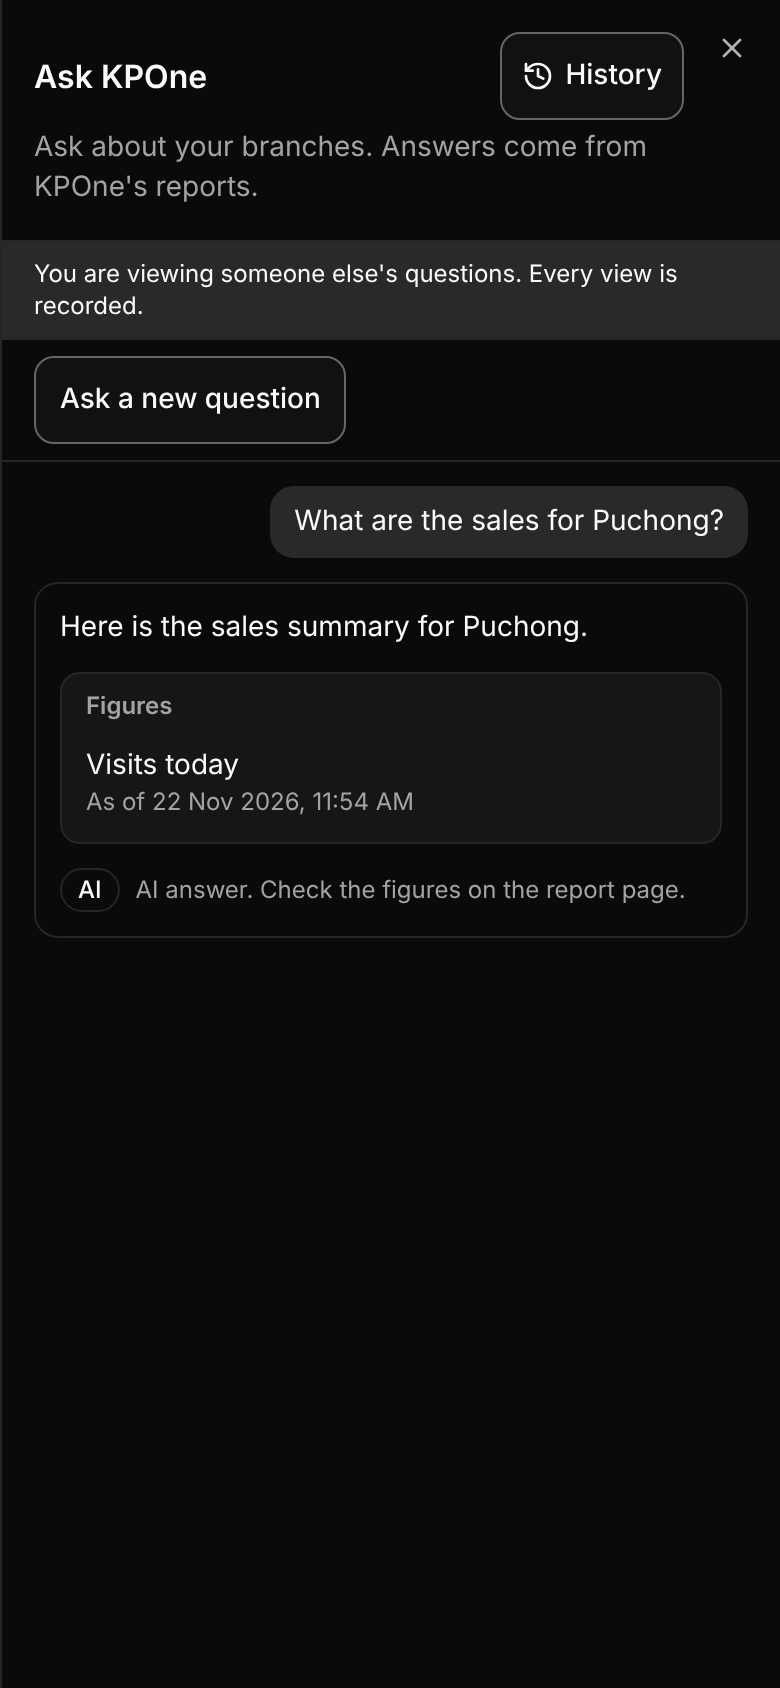 Ask KPOne
History
Ask about your branches. Answers come from
KPOne's reports.
You are viewing someone else's questions. Every view is
recorded.
Ask a new question
What are the sales for Puchong?
Here is the sales summary for Puchong.
Figures
Visits today
As of 22 Nov 2026, 11:54 AM
AI
AI answer. Check the figures on the report page.